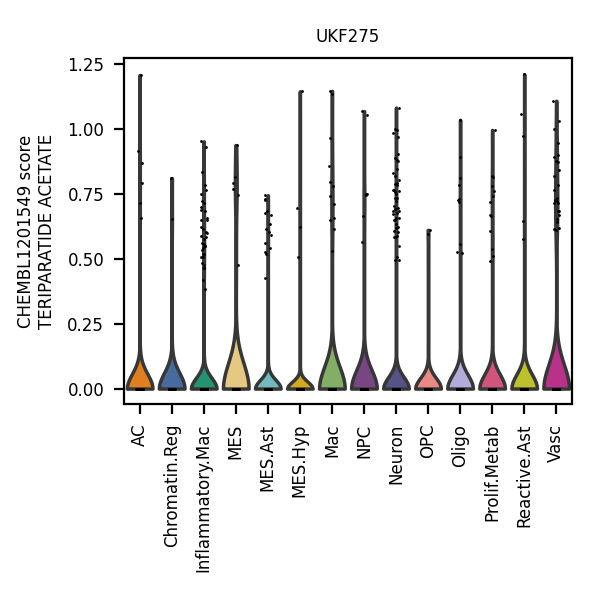 UKF275
CHEMBL1201549 score
TERIPARATIDE ACETATE
1.25
1.00
0.75
0.50
0.25
0.00
AC
Chromatin.Reg
Inflammatory.Mac
MES
MES.Ast
MES.Hyp
Mac
NPC
Neuron
OPC
Oligo
Prolif.Metab
Reactive.Ast
Vasc